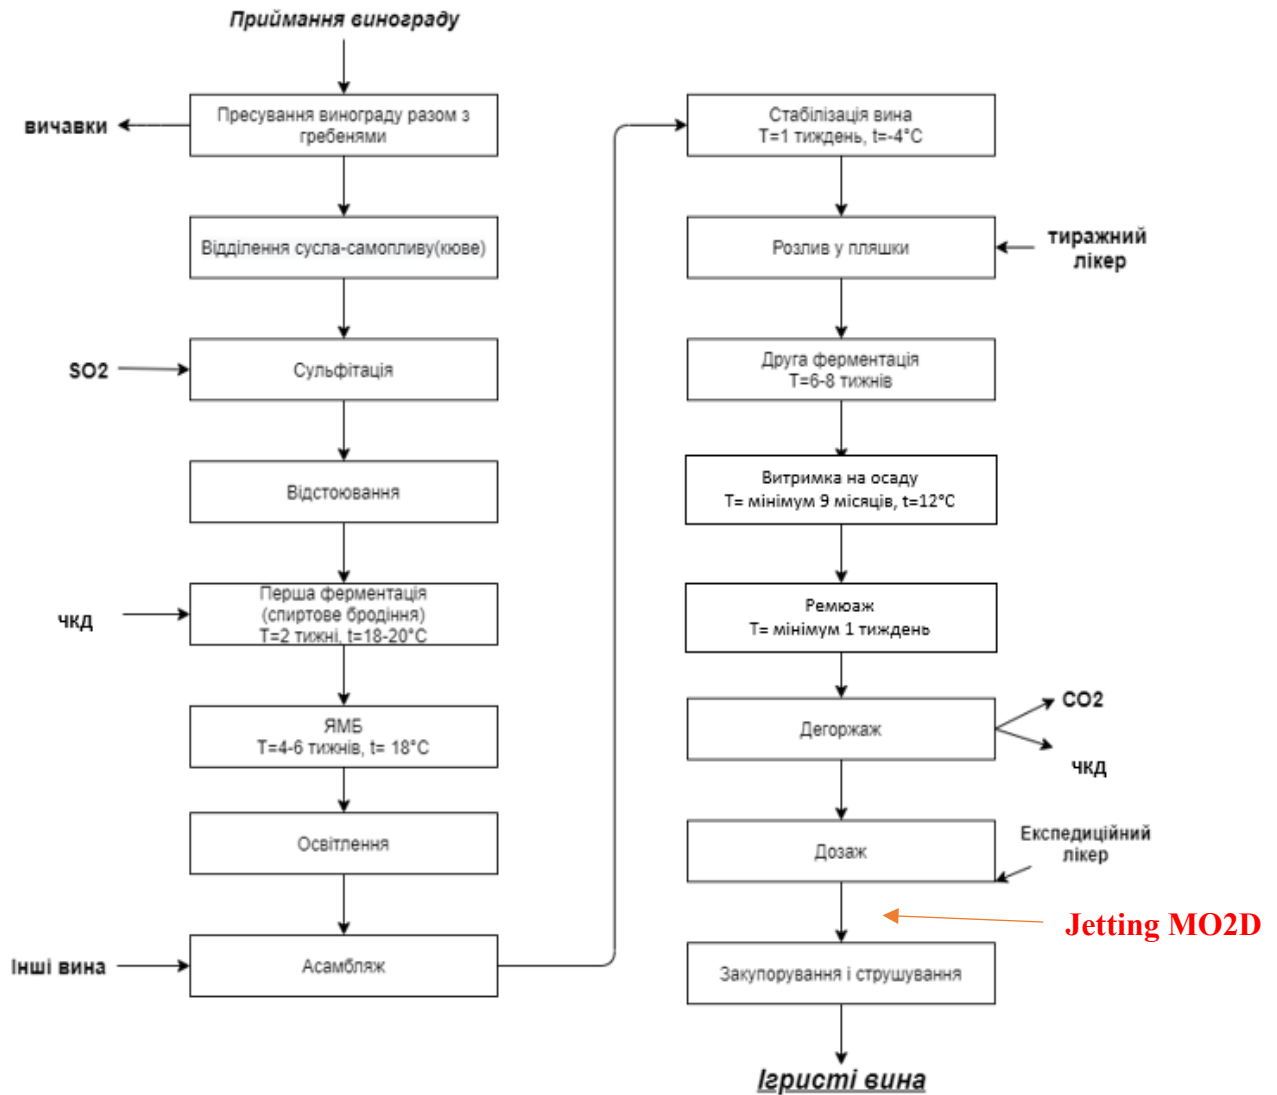 Приймання винограду
вичавки
Пресування винограду разом з
гребенями
Відділення сусла-самопливу(кюве)
SO2
Сульфітація
Відстоювання
чкд
Перша ферментація
(спиртове бродіння)
Т=2 тижні, t=18-20°C
ЯМБ
Т=4-6 тижнів, t= 18°C
Освітлення
Інші вина
Асамбляж
Стабілізація вина
Т=1 тиждень, t=-4°C
Розлив у пляшки
тиражний
лікер
Друга ферментація
Т=6-8 тижнів
Витримка на осаду
Т= мінімум 9 місяців, t=12°C
Ремюаж
Т= мінімум 1 тиждень
Дегоржаж
CO2
чкд
Дозаж
Експедиційний
лікер
Jetting MO2D
Закупорування і струшування
Ігристі вина